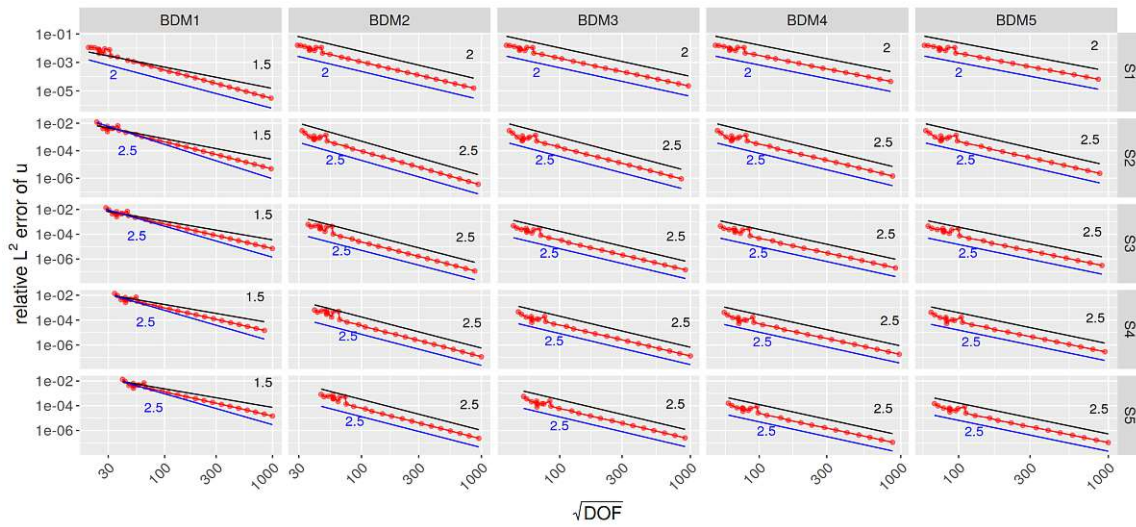 BDM1 BDM2 BDM3 BDM4 BDM5
relative L² error of u
1e-01
1e-03
1e-05
1.5 2 2 2 2
2 2 2 2 2
S1
1e-02
1e-04
1e-06
1.5 2.5 2.5 2.5 2.5
2.5 2.5 2.5 2.5 2.5
S2
1e-02
1e-04
1e-06
1.5 2.5 2.5 2.5 2.5
2.5 2.5 2.5 2.5 2.5
S3
1e-02
1e-04
1e-06
1.5 2.5 2.5 2.5 2.5
2.5 2.5 2.5 2.5 2.5
S4
1e-02
1e-04
1e-06
1.5 2.5 2.5 2.5 2.5
2.5 2.5 2.5 2.5 2.5
S5
30 100 300 1000 30 100 300 1000 100 300 1000 100 300 1000 100 300 1000
√DOF